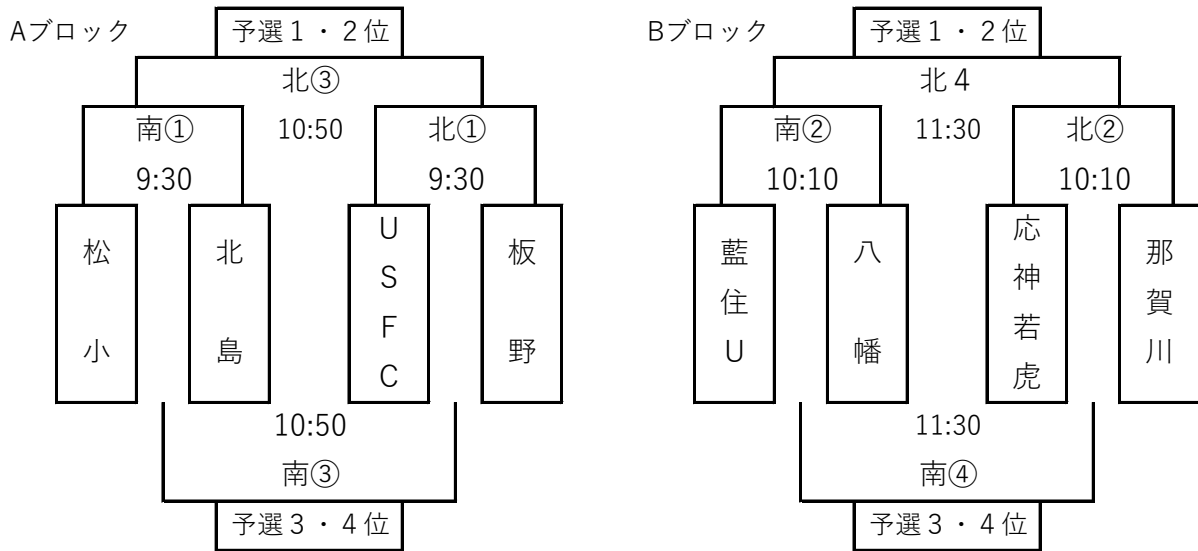 Aブロック
予選１・２位
北③
南①
10:50
北①
9:30
9:30
松小
北島
USFC
板野
10:50
南③
予選３・４位
Bブロック
予選１・２位
北４
南②
11:30
北②
10:10
10:10
藍住U
八幡
応神若虎
那賀川
11:30
南④
予選３・４位